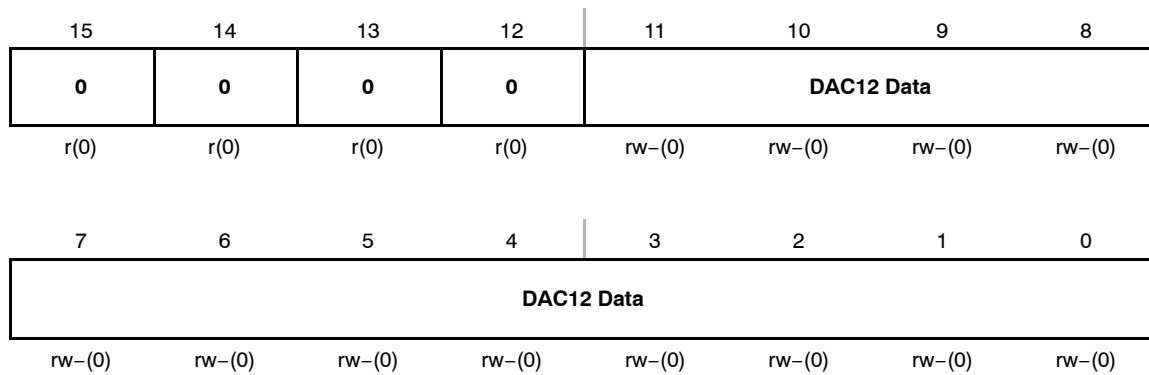 15 14 13 12 11 10 9 8
0 0 0 0 DAC12 Data
r(0) r(0) r(0) r(0) rw−(0) rw−(0) rw−(0) rw−(0)
7 6 5 4 3 2 1 0
DAC12 Data
rw−(0) rw−(0) rw−(0) rw−(0) rw−(0) rw−(0) rw−(0) rw−(0)